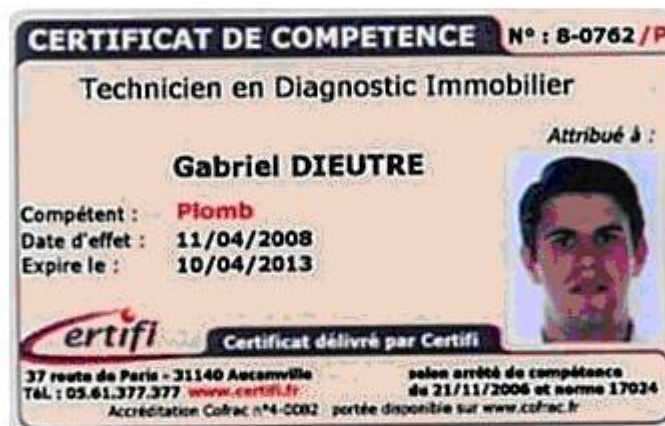 CERTIFICAT DE COMPETENCE N° : 8-0762 /P
Technicien en Diagnostic Immobilier
Attribué à :
Gabriel DIEUTRE
Compétent : Plomb
Date d'effet : 11/04/2008
Expire le : 10/04/2013
Certifi
Certificat délivré par Certifi
37 route de Paris - 31140 Aucamville
Tél. : 05.61.377.377 www.certifi.fr
selon arrêté de compétence
du 21/11/2006 et norme 17024
Accréditation Cofrac n°4-0082 portée disponible sur www.cofrac.fr